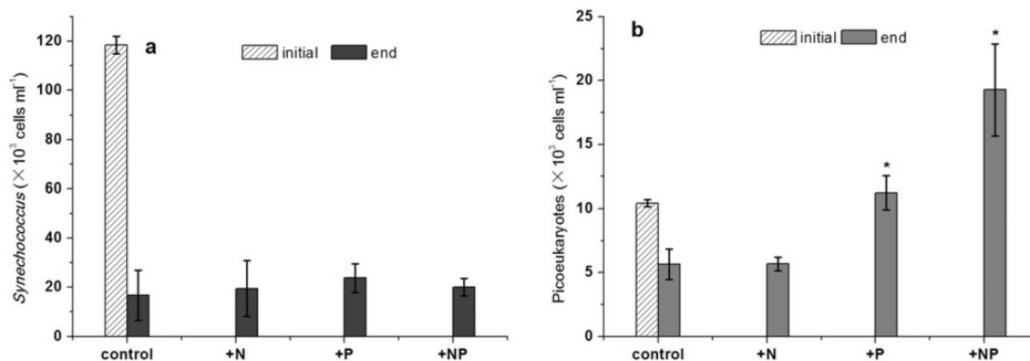 a
initial end
Synechococcus (×10³ cells ml⁻¹)
120
100
80
60
40
20
0
control +N +P +NP
b
initial end
Picoeukaryotes (×10³ cells ml⁻¹)
25
20
15
10
5
0
* *
control +N +P +NP